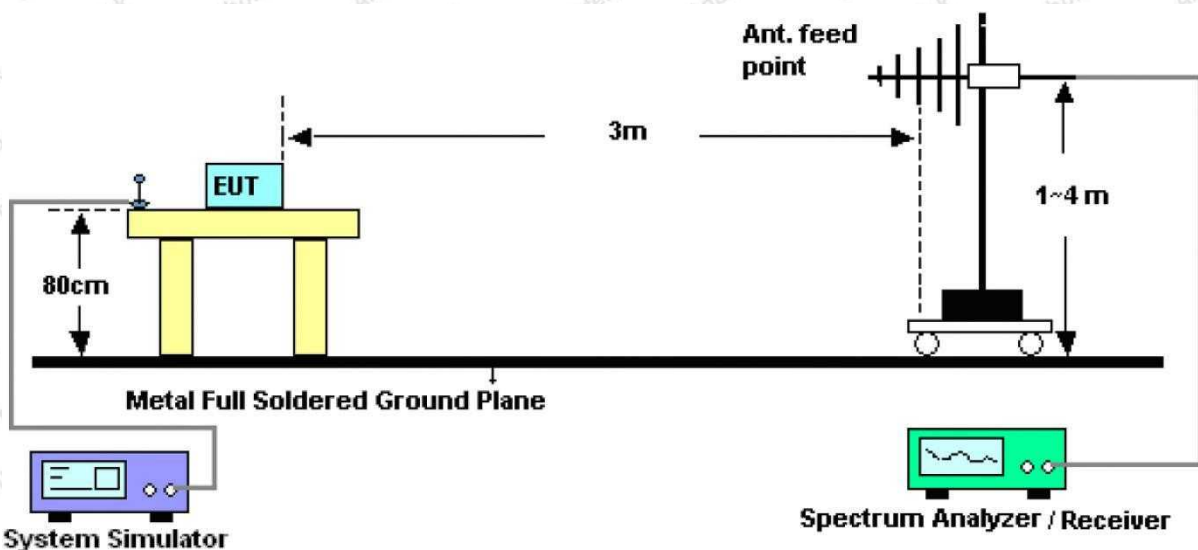 Ant. feed
point
3m
EUT
1~4 m
80cm
Metal Full Soldered Ground Plane
System Simulator
Spectrum Analyzer / Receiver